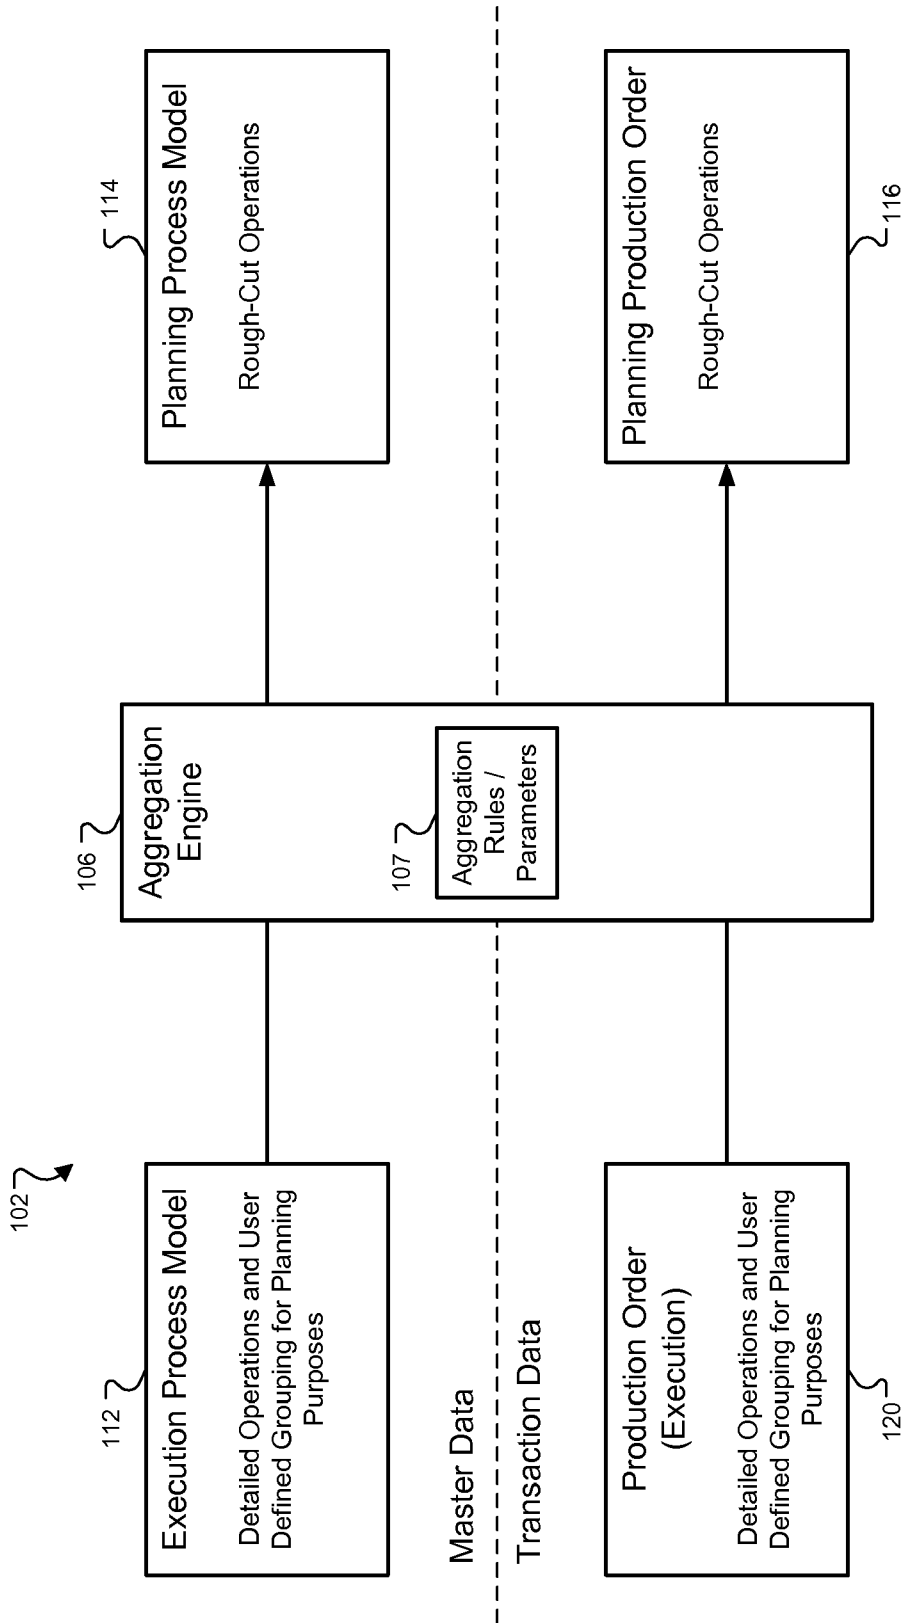 102
112
Execution Process Model
Detailed Operations and User
Defined Grouping for Planning
Purposes
106
Aggregation
Engine
107
Aggregation
Rules /
Parameters
114
Planning Process Model
Rough-Cut Operations
Master Data
Transaction Data
Production Order
(Execution)
Detailed Operations and User
Defined Grouping for Planning
Purposes
120
Planning Production Order
Rough-Cut Operations
116